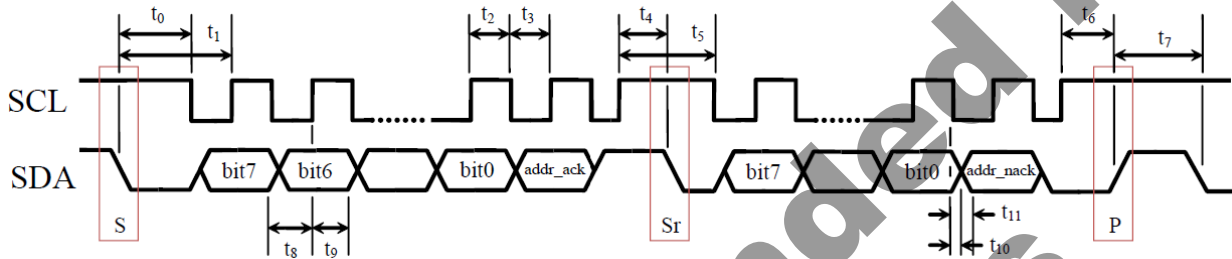 t0 t2 t3 t4 t6
t1 t5 t7
SCL
SDA bit7 bit6 bit0 addr_ack bit7 bit0 addr_nack
S Sr t11 P
t8 t9 t10